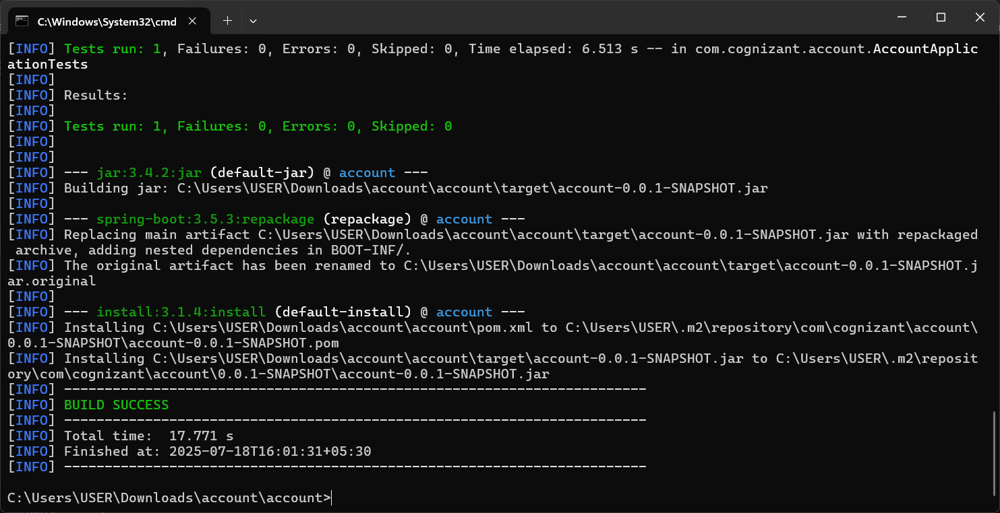 C:\Windows\System32\cmd
[INFO] Tests run: 1, Failures: 0, Errors: 0, Skipped: 0, Time elapsed: 6.513 s -- in com.cognizant.account.AccountApplic
ationTests
[INFO]
[INFO] Results:
[INFO]
[INFO] Tests run: 1, Failures: 0, Errors: 0, Skipped: 0
[INFO]
[INFO]
[INFO] --- jar:3.4.2:jar (default-jar) @ account ---
[INFO] Building jar: C:\Users\USER\Downloads\account\account\target\account-0.0.1-SNAPSHOT.jar
[INFO]
[INFO] --- spring-boot:3.5.3:repackage (repackage) @ account ---
[INFO] Replacing main artifact C:\Users\USER\Downloads\account\account\target\account-0.0.1-SNAPSHOT.jar with repackaged
 archive, adding nested dependencies in BOOT-INF/.
[INFO] The original artifact has been renamed to C:\Users\USER\Downloads\account\account\target\account-0.0.1-SNAPSHOT.j
ar.original
[INFO]
[INFO] --- install:3.1.4:install (default-install) @ account ---
[INFO] Installing C:\Users\USER\Downloads\account\account\pom.xml to C:\Users\USER\.m2\repository\com\cognizant\account\
0.0.1-SNAPSHOT\account-0.0.1-SNAPSHOT.pom
[INFO] Installing C:\Users\USER\Downloads\account\account\target\account-0.0.1-SNAPSHOT.jar to C:\Users\USER\.m2\reposit
ory\com\cognizant\account\0.0.1-SNAPSHOT\account-0.0.1-SNAPSHOT.jar
[INFO] ------------------------------------------------------------------------
[INFO] BUILD SUCCESS
[INFO] ------------------------------------------------------------------------
[INFO] Total time:  17.771 s
[INFO] Finished at: 2025-07-18T16:01:31+05:30
[INFO] ------------------------------------------------------------------------
C:\Users\USER\Downloads\account\account>